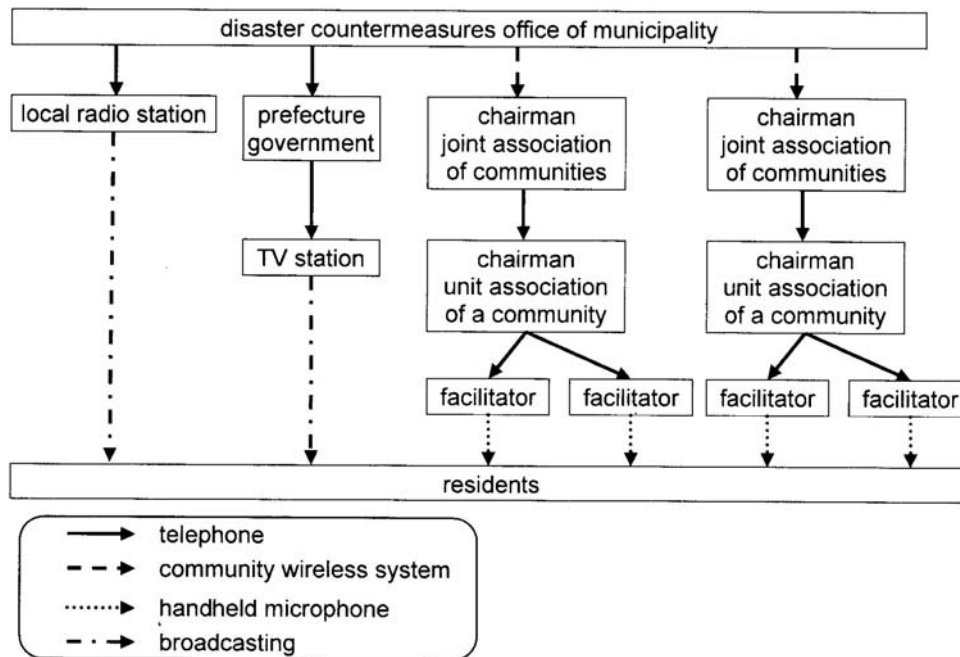 disaster countermeasures office of municipality
local radio station
prefecture
government
chairman
joint association
of communities
chairman
joint association
of communities
TV station
chairman
unit association
of a community
chairman
unit association
of a community
facilitator
facilitator
facilitator
facilitator
residents
telephone
community wireless system
handheld microphone
broadcasting